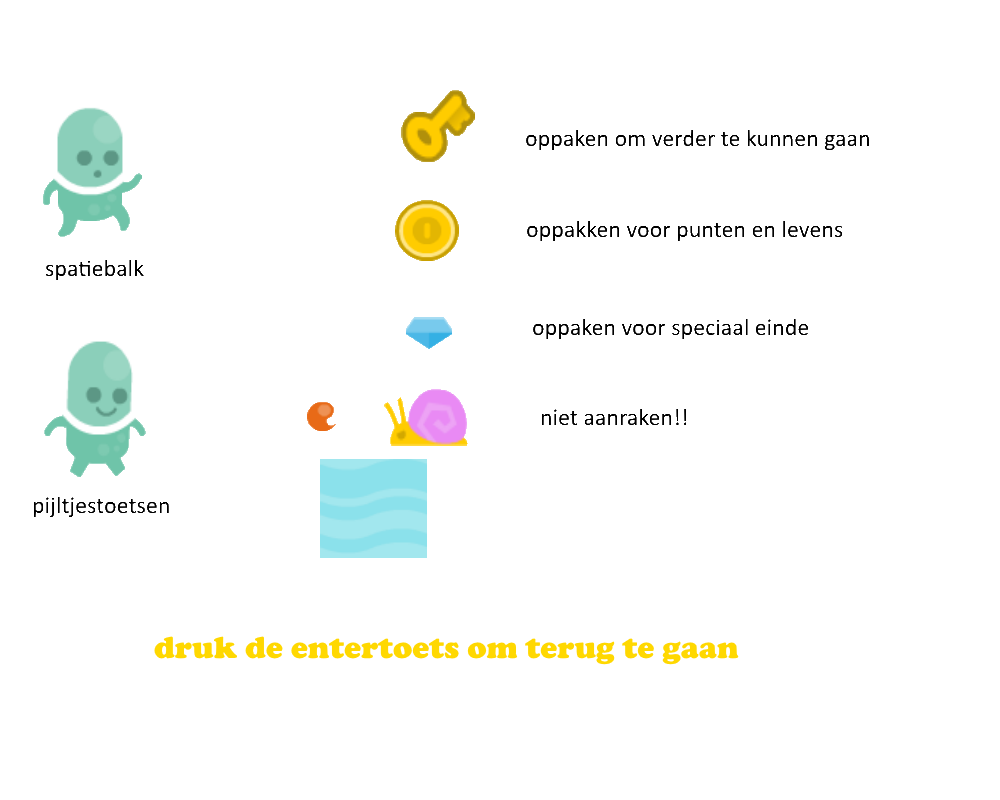 oppaken om verder te kunnen gaan
oppakken voor punten en levens
spatiebalk
oppaken voor speciaal einde
niet aanraken!!
pijltjestoetsen
druk de entertoets om terug te gaan